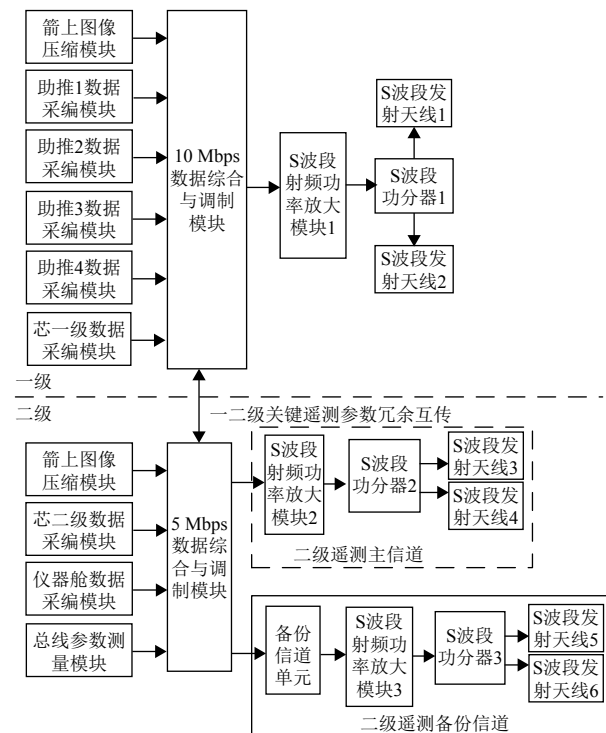 箭上图像
压缩模块
助推1数据
采编模块
助推2数据
采编模块
助推3数据
采编模块
助推4数据
采编模块
芯一级数据
采编模块
10 Mbps
数据综合
与调制
模块
S波段
射频功
率放大
模块1
S波段发
射天线1
S波段
功分器1
S波段发
射天线2
一级
二级
一二级关键遥测参数冗余互传
箭上图像
压缩模块
芯二级数据
采编模块
仪器舱数据
采编模块
总线参数测
量模块
5 Mbps
数据综
合与调
制模块
S波段
射频功
率放大
模块2
S波段
功分器2
S波段发
射天线3
S波段发
射天线4
二级遥测主信道
备份
信道
单元
S波段
射频功
率放大
模块3
S波段
功分器3
S波段发
射天线5
S波段发
射天线6
二级遥测备份信道